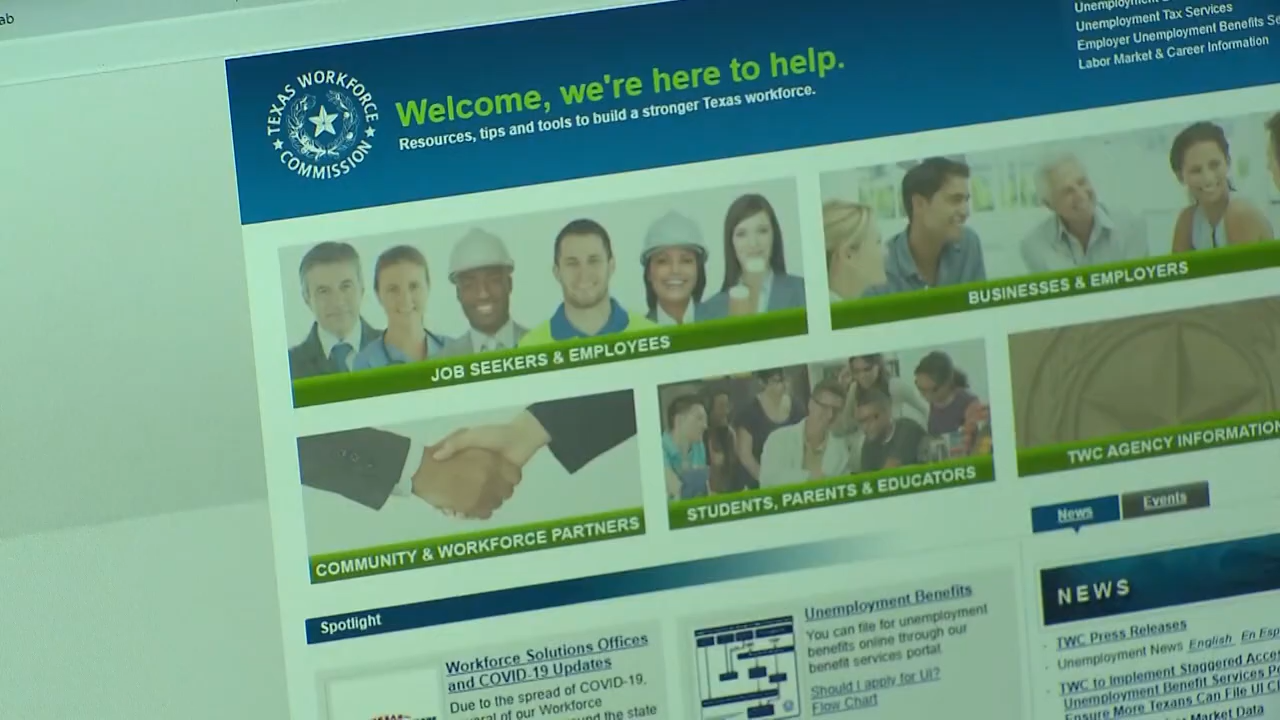 ab
Unemployment
Unemployment Tax Services
Employer Unemployment Benefits Se
Labor Market & Career Information
TEXAS WORKFORCE COMMISSION
Welcome, we're here to help.
Resources, tips and tools to build a stronger Texas workforce.
JOB SEEKERS & EMPLOYEES
BUSINESSES & EMPLOYERS
COMMUNITY & WORKFORCE PARTNERS
STUDENTS, PARENTS & EDUCATORS
TWC AGENCY INFORMATION
News
Events
Spotlight
Workforce Solutions Offices
and COVID-19 Updates
Due to the spread of COVID-19,
of our Workforce
the state
Unemployment Benefits
You can file for unemployment
benefits online through our
benefit services portal.
Should I apply for UI?
Flow Chart
NEWS
TWC Press Releases
Unemployment News English, En Esp
TWC to Implement Staggered Acce
Unemployment Benefit Services P
Ensure More Texans Can File UI C
Market Data